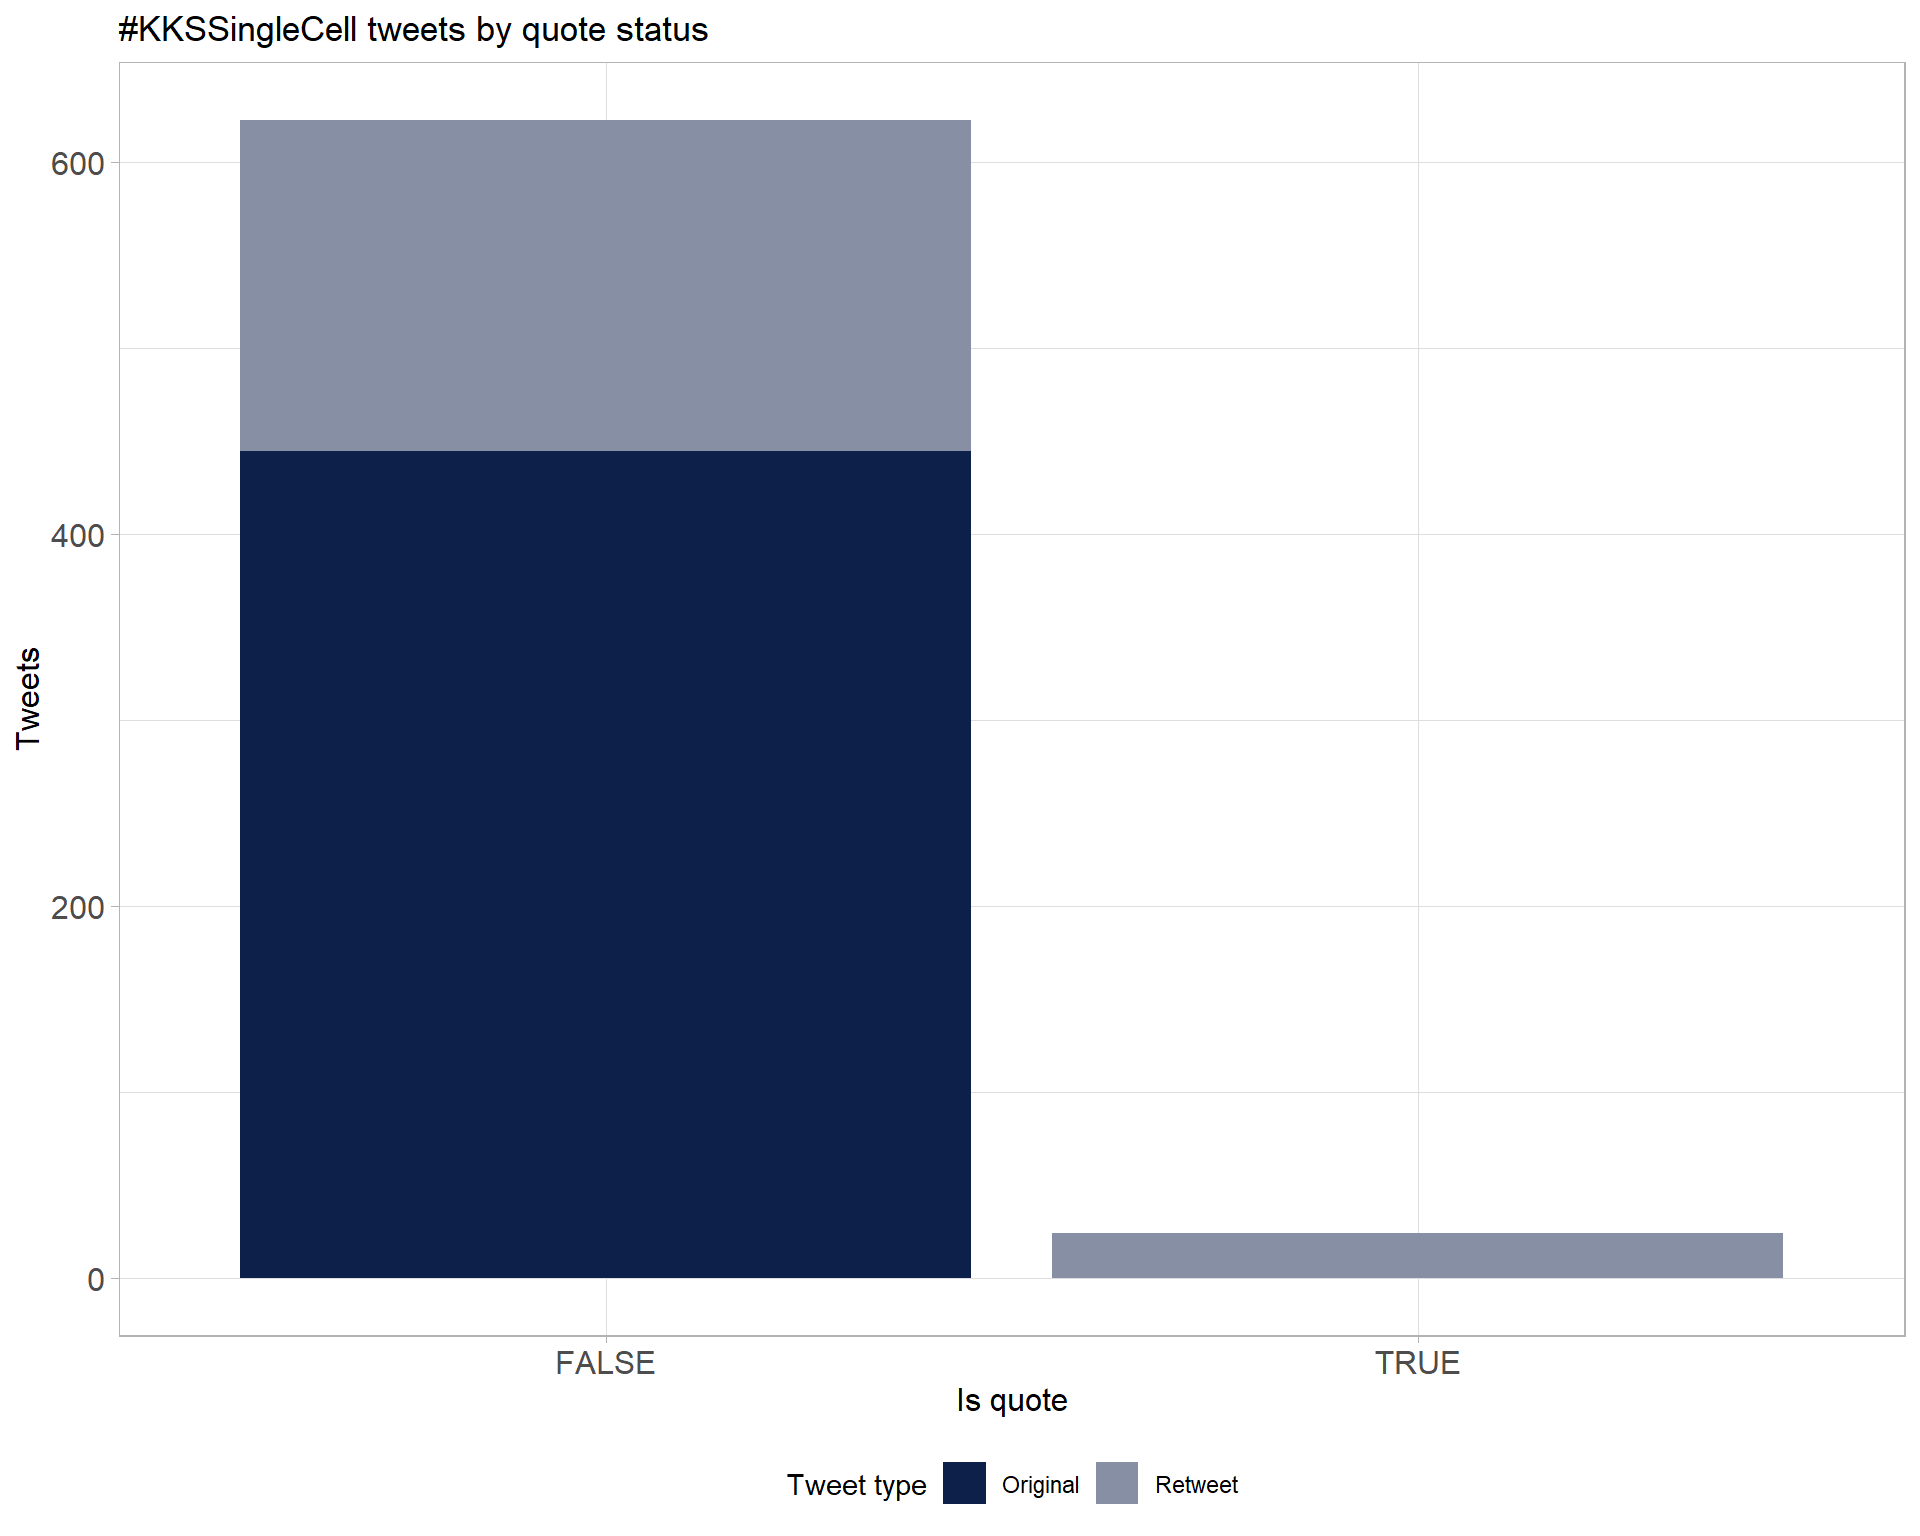 #KKSSingleCell tweets by quote status
600
400
200
0
Tweets
FALSE TRUE
Is quote
Tweet type Original Retweet